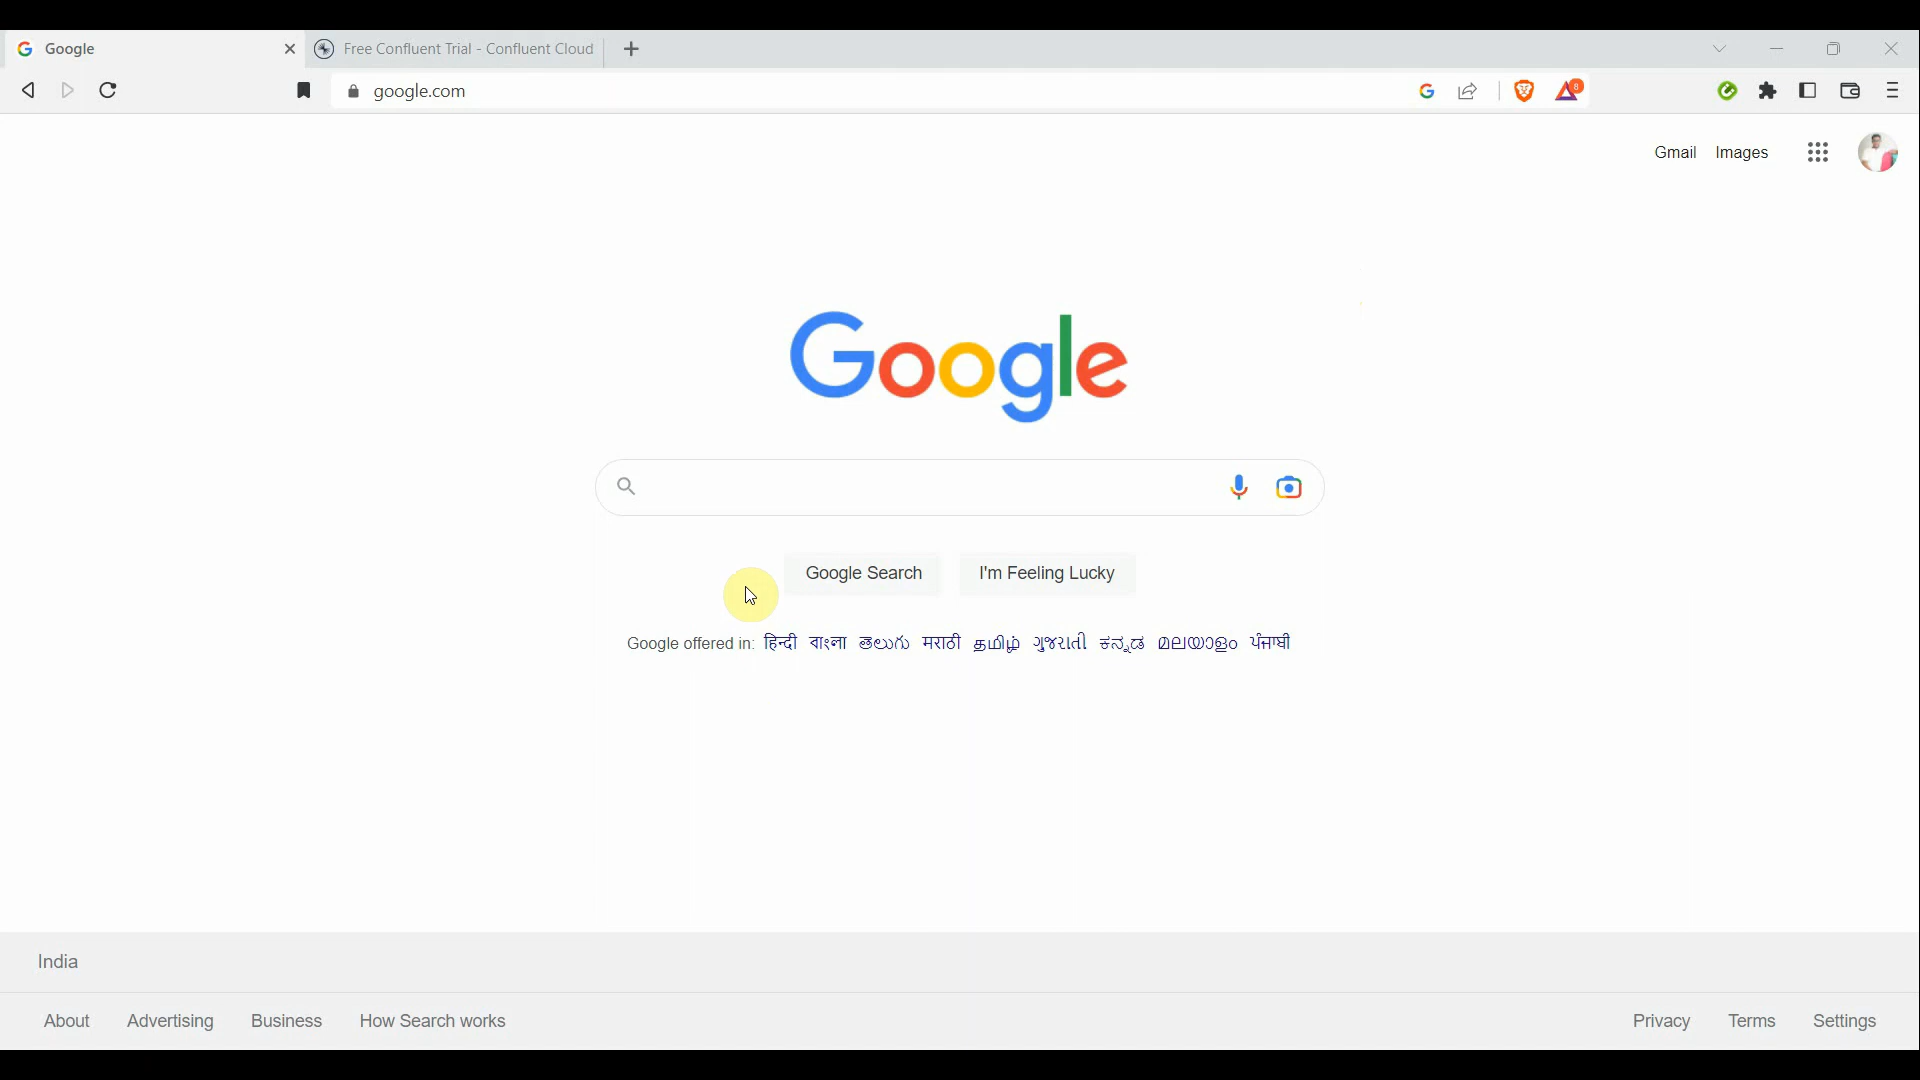 Google
Free Confluent Trial - Confluent Cloud
google.com
8
Gmail Images
Google
Google Search
I'm Feeling Lucky
Google offered in: हिन्दी বাংলা తెలుగు मराठी தமிழ் ગુજરાતી ಕನ್ನಡ മലയാളം ਪੰਜਾਬੀ
India
About Advertising Business How Search works
Privacy Terms Settings